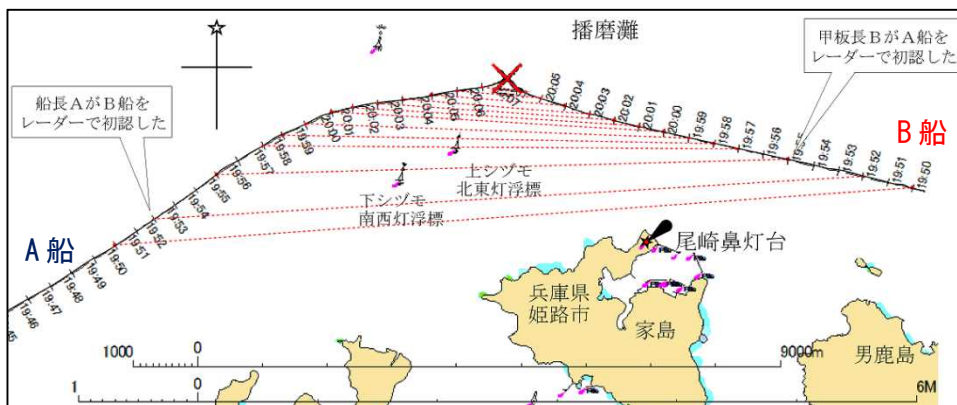 播磨灘
甲板長BがA船を
レーダーで初認した
船長AがB船を
レーダーで初認した
B船
A船
20:05
20:04
20:03
20:02
20:01
20:00
19:59
19:58
19:57
19:56
19:55
19:54
19:53
19:52
19:51
19:50
20:06
20:05
20:04
20:03
20:02
20:01
20:00
19:59
19:58
19:57
19:56
19:55
19:54
19:53
19:52
19:51
19:50
19:49
19:48
19:47
19:46
上シヅモ
北東灯浮標
下シヅモ
南西灯浮標
尾崎鼻灯台
兵庫県
姫路市
家島
男鹿島
1000 0 9000m
1 0 6M